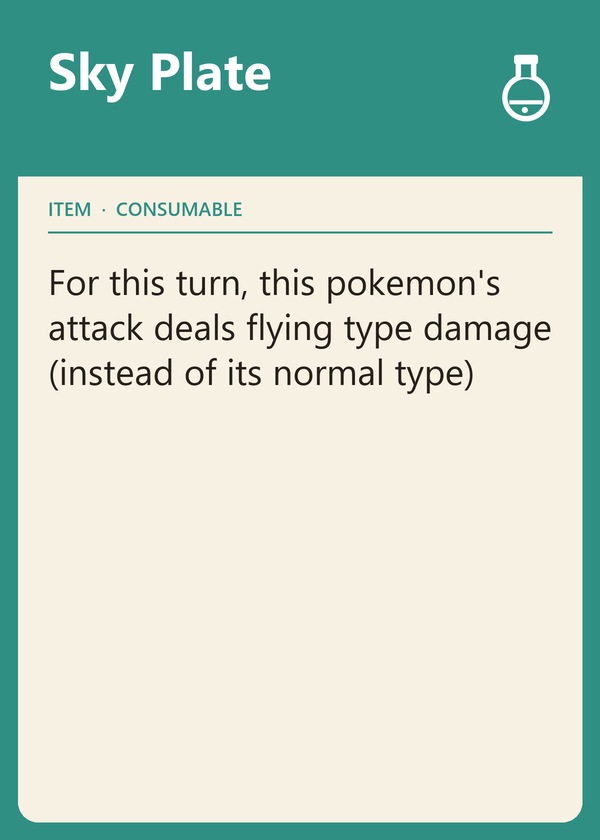 Sky Plate
ITEM · CONSUMABLE
For this turn, this pokemon's
attack deals flying type damage
(instead of its normal type)